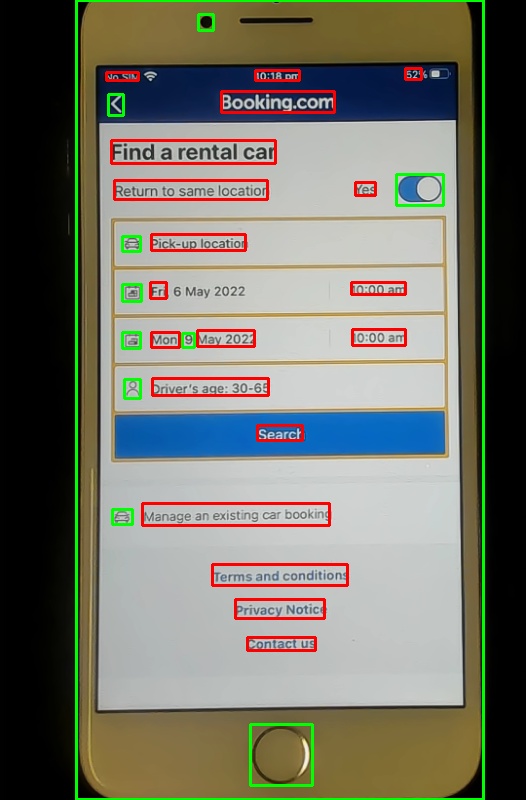 No SIM 10:18 pm 52%
Booking.com
Find a rental car
Return to same location Yes
Pick-up location
Fri 6 May 2022 10:00 am
Mon 9 May 2022 10:00 am
Driver's age: 30-65
Search
Manage an existing car booking
Terms and conditions
Privacy Notice
Contact us